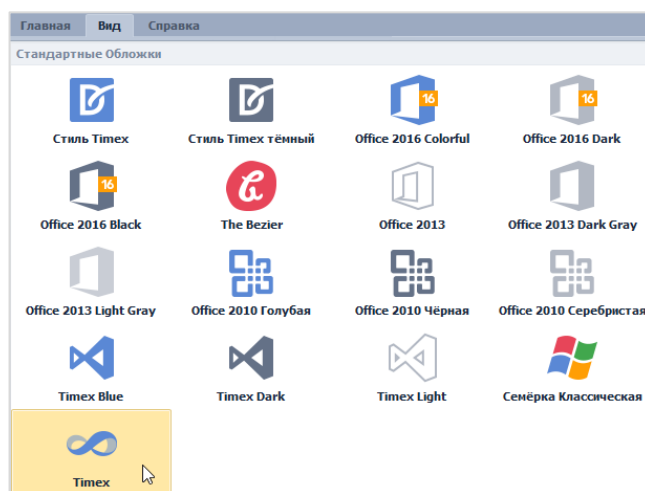 Главная Вид Справка
Стандартные Обложки
16 16
Стиль Timex Стиль Timex тёмный Office 2016 Colorful Office 2016 Dark
16
Office 2016 Black The Bezier Office 2013 Office 2013 Dark Gray
Office 2013 Light Gray Office 2010 Голубая Office 2010 Чёрная Office 2010 Серебристая
Timex Blue Timex Dark Timex Light Семёрка Классическая
Timex